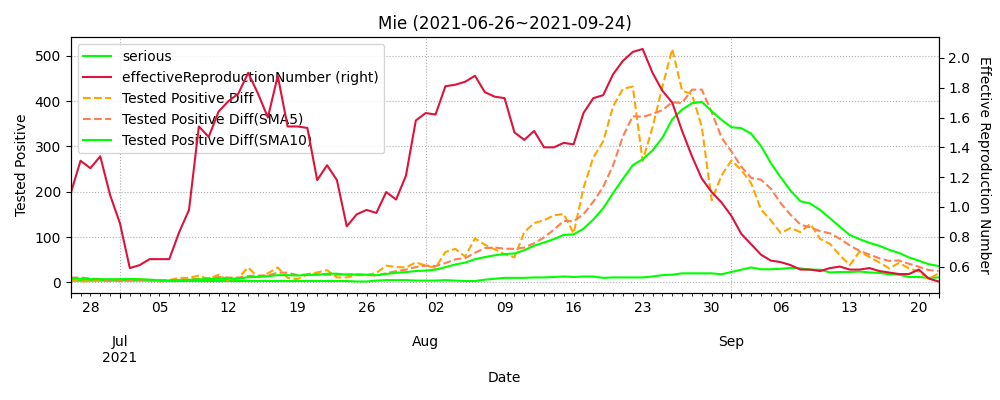 Mie (2021-06-26~2021-09-24)
serious
effectiveReproductionNumber (right)
Tested Positive Diff
Tested Positive Diff(SMA5)
Tested Positive Diff(SMA10)
Tested Positive
500
400
300
200
100
0
2.0
1.8
1.6
1.4
1.2
1.0
0.8
0.6
Effective Reproduction Number
28 05 12 19 26 02 09 16 23 30 06 13 20
Jul Aug Sep
2021
Date